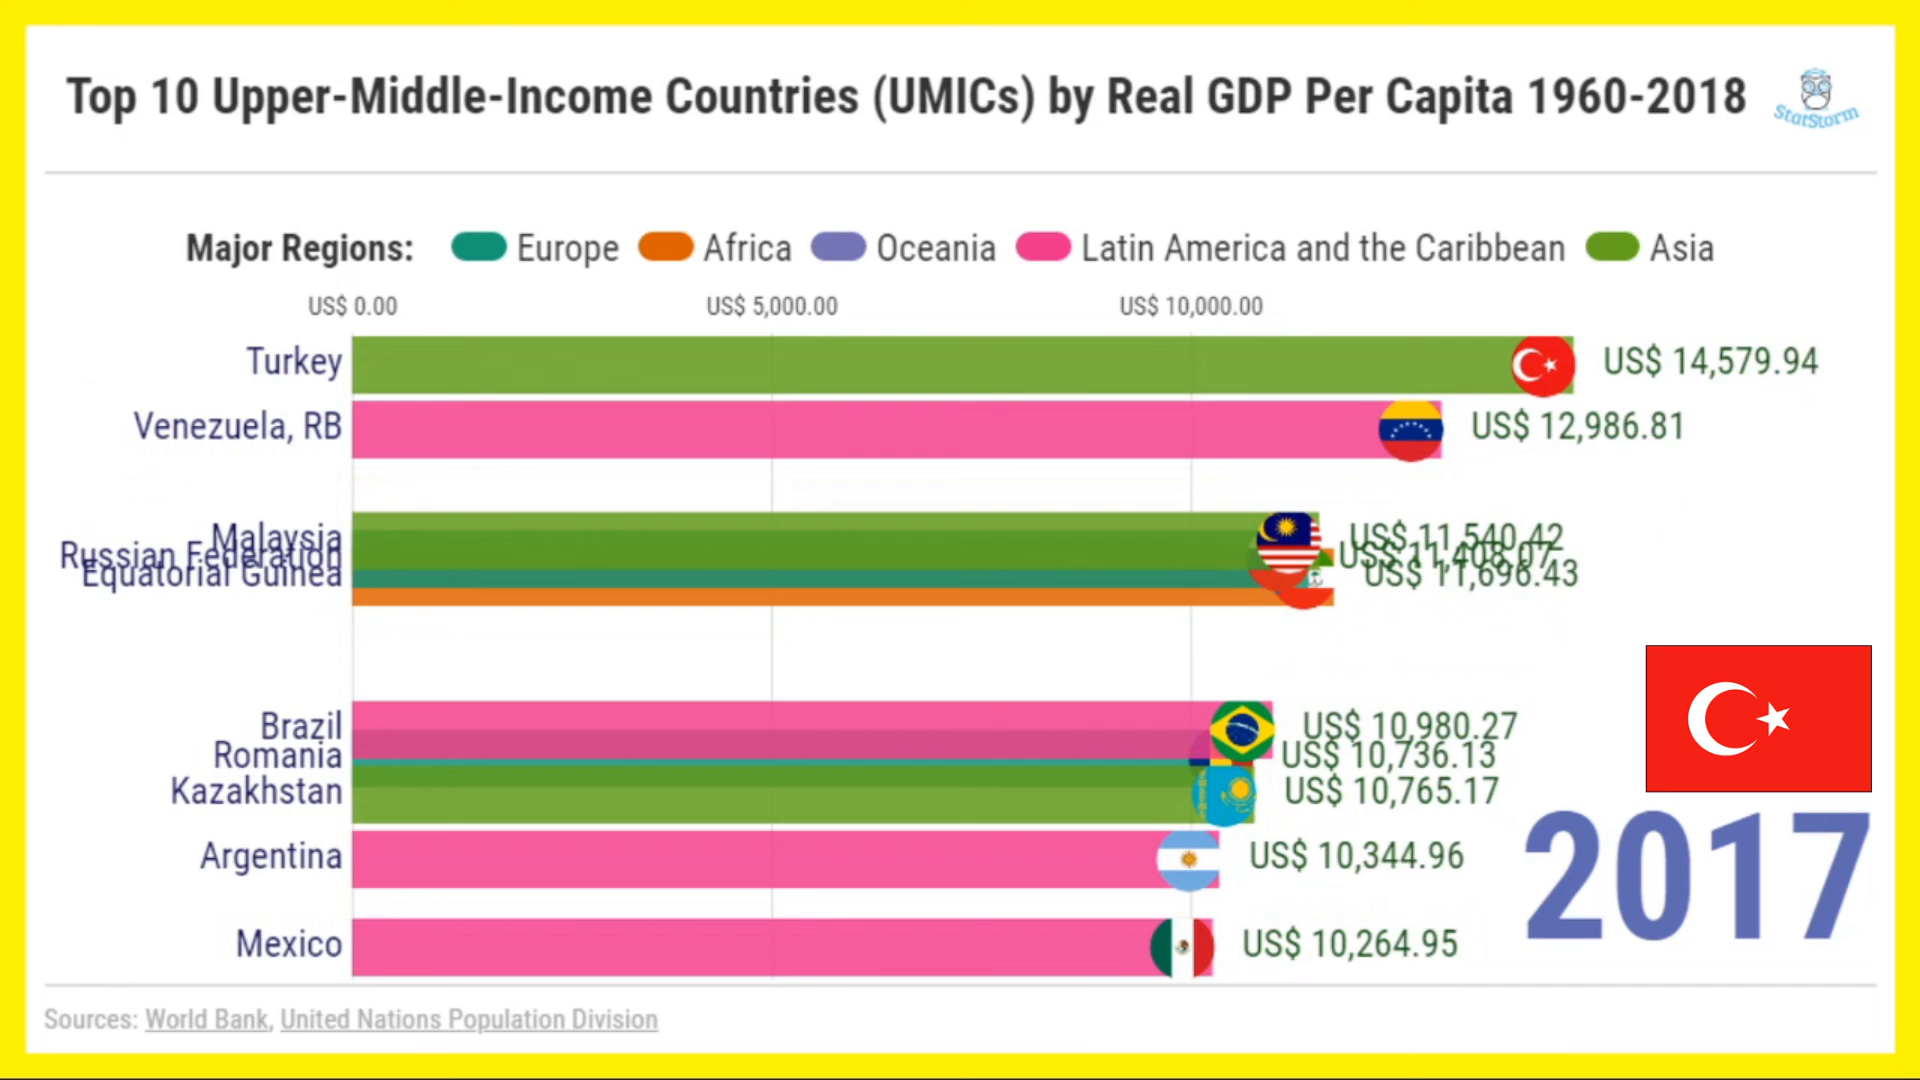 Top 10 Upper-Middle-Income Countries (UMICs) by Real GDP Per Capita 1960-2018
StatStorm
Major Regions: Europe Africa Oceania Latin America and the Caribbean Asia
US$ 0.00 US$ 5,000.00 US$ 10,000.00
Turkey US$ 14,579.94
Venezuela, RB US$ 12,986.81
Malaysia US$ 11,540.42
Russian Federation US$ 11,408.07
Equatorial Guinea US$ 11,696.43
Brazil US$ 10,980.27
Romania US$ 10,736.13
Kazakhstan US$ 10,765.17
Argentina US$ 10,344.96
Mexico US$ 10,264.95
2017
Sources: World Bank, United Nations Population Division